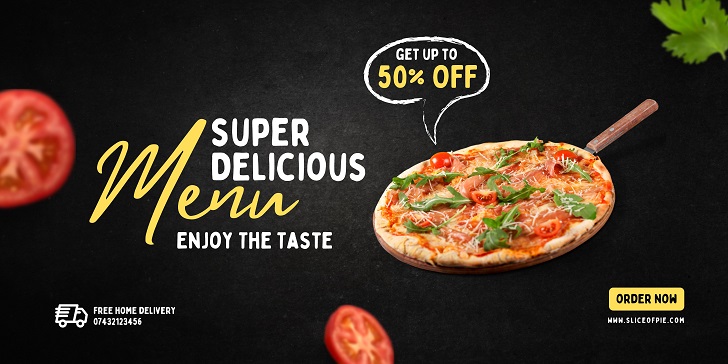 GET UP TO
50% OFF
SUPER
DELICIOUS
Menu
ENJOY THE TASTE
FREE HOME DELIVERY
07432123456
ORDER NOW
WWW.SLICEOFPIE.COM